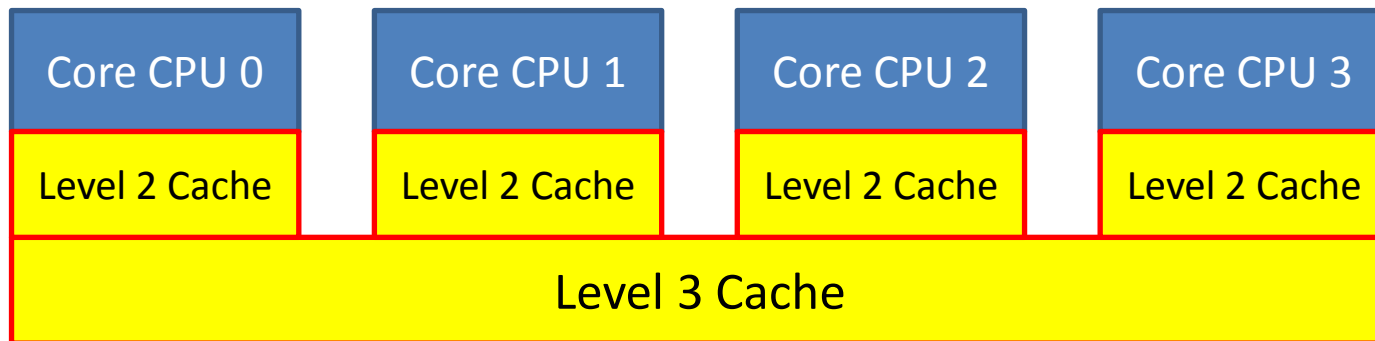 Core CPU 0
Core CPU 1
Core CPU 2
Core CPU 3
Level 2 Cache
Level 2 Cache
Level 2 Cache
Level 2 Cache
Level 3 Cache